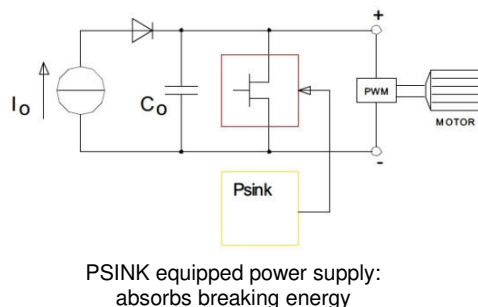 +
Io
Co
PWM
MOTOR
-
Psink
PSINK equipped power supply:
absorbs breaking energy